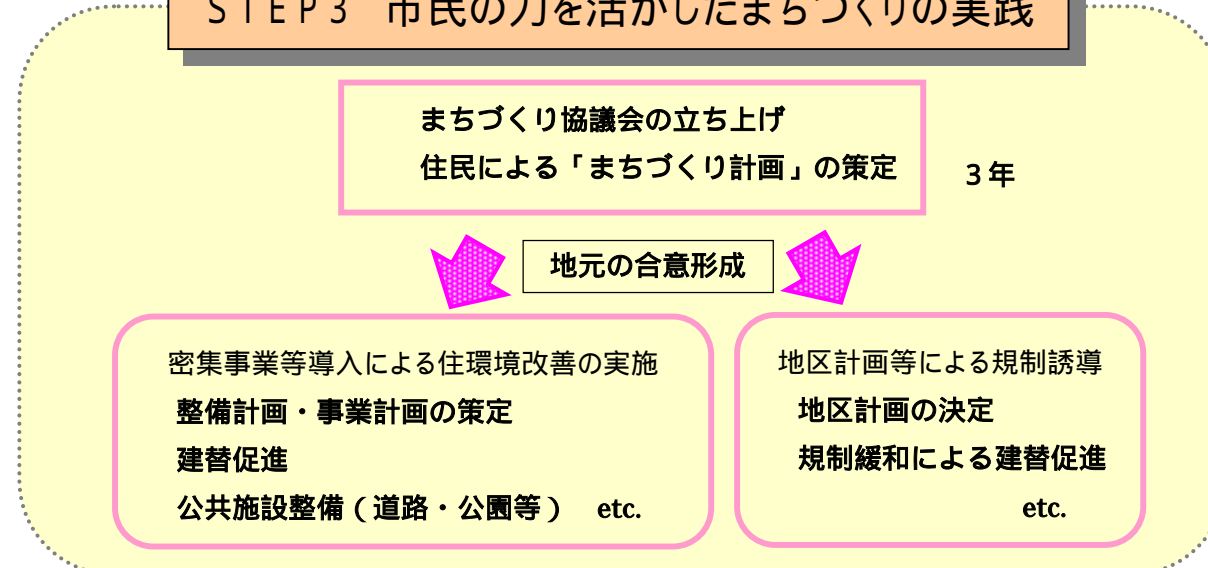 STEP3 市民の力を活かしたまちづくりの実践
まちづくり協議会の立ち上げ
住民による「まちづくり計画」の策定
3年
地元の合意形成
密集事業等導入による住環境改善の実施
整備計画・事業計画の策定
建替促進
公共施設整備(道路・公園等) etc.
地区計画等による規制誘導
地区計画の決定
規制緩和による建替促進
etc.